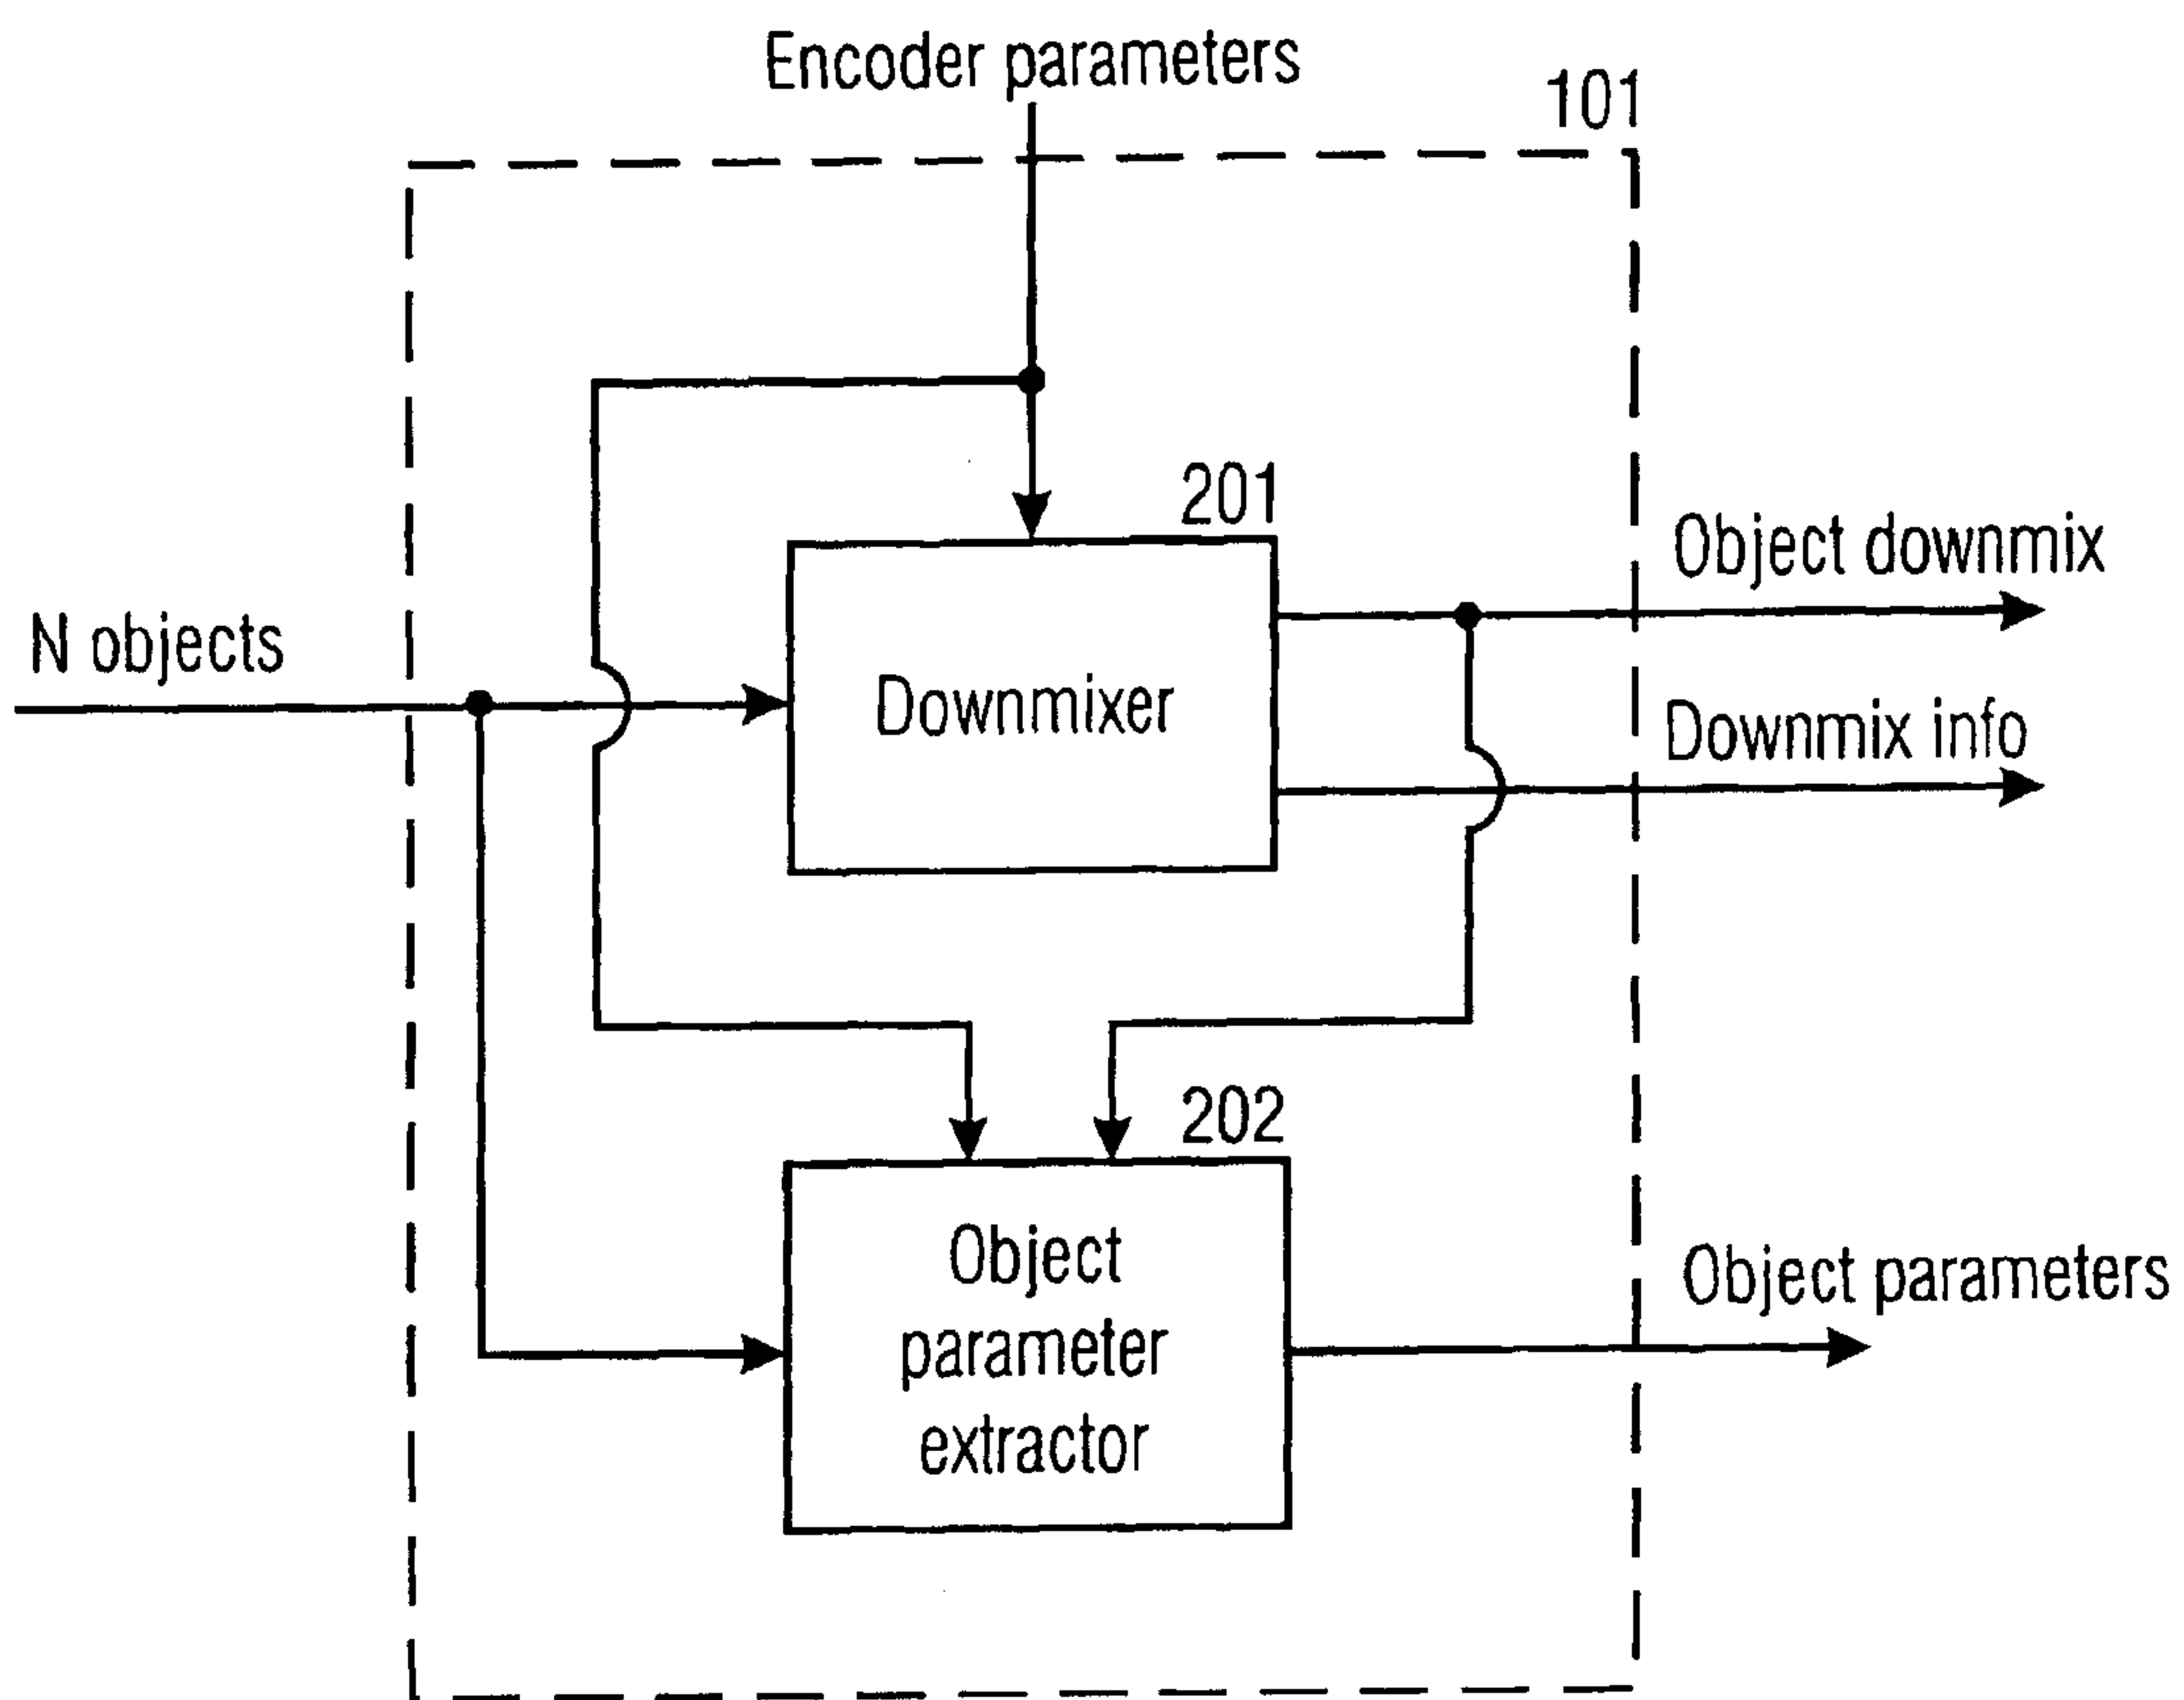 Encoder parameters
101
201
Object downmix
N objects
Downmixer
Downmix info
202
Object
parameter
extractor
Object parameters